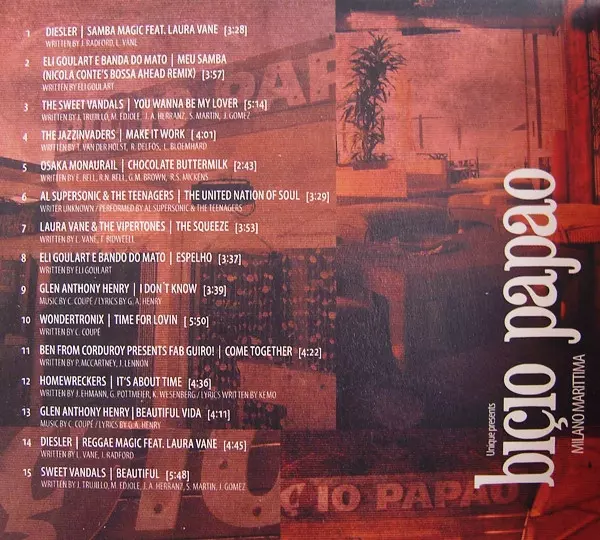 1 DIESLER | SAMBA MAGIC FEAT. LAURA VANE [3:28]
WRITTEN BY J. RADFORD, L. VANE
2 ELI GOULART E BANDA DO MATO | MEU SAMBA
(NICOLA CONTE'S BOSSA AHEAD REMIX) [3:57]
WRITTEN BY ELI GOULART
3 THE SWEET VANDALS | YOU WANNA BE MY LOVER [5:14]
WRITTEN BY J. TRUJILLO, M. EDJOLE, J.A. HERRANZ, S. MARTIN, J. GOMEZ
4 THE JAZZINVADERS | MAKE IT WORK [4:01]
WRITTEN BY T. VAN DER HOLST, R. DELFOS, L. BLOEMHARD
5 OSAKA MONAURAIL | CHOCOLATE BUTTERMILK [2:43]
WRITTEN BY E. BELL, R.N. BELL, G.M. BROWN, R.S. MICKENS
6 AL SUPERSONIC & THE TEENAGERS | THE UNITED NATION OF SOUL [3:29]
WRITER UNKNOWN / PERFORMED BY AL SUPERSONIC & THE TEENAGERS
7 LAURA VANE & THE VIPERTONES | THE SQUEEZE [3:53]
WRITTEN BY L. VANE, T. BIDWELL
8 ELI GOULART E BANDO DO MATO | ESPELHO [3:37]
WRITTEN BY ELI GOULART
9 GLEN ANTHONY HENRY | I DON'T KNOW [3:39]
MUSIC BY C. COUPÉ / LYRICS BY G. A. HENRY
10 WONDERTRONIX | TIME FOR LOVIN [5:50]
WRITTEN BY C. COUPÉ
11 BEN FROM CORDUROY PRESENTS FAB GUIRO! | COME TOGETHER [4:22]
WRITTEN BY P. MCCARTNEY, J. LENNON
12 HOMEWRECKERS | IT'S ABOUT TIME [4:36]
WRITTEN BY J. EHMANN, G. POTTMEIER, K. WESENBERG / LYRICS WRITTEN BY KEMO
13 GLEN ANTHONY HENRY | BEAUTIFUL VIDA [4:11]
MUSIC BY C. COUPÉ / LYRICS BY G.A. HENRY
14 DIESLER | REGGAE MAGIC FEAT. LAURA VANE [4:45]
WRITTEN BY L. VANE, J. RADFORD
15 SWEET VANDALS | BEAUTIFUL [5:48]
WRITTEN BY J. TRUJILLO, M. EDJOLE, J. A. HERRANZ, S. MARTIN, J. GOMEZ
Unique presents
biçio papao
MILANO MARITTIMA
ÇIO PAPAO